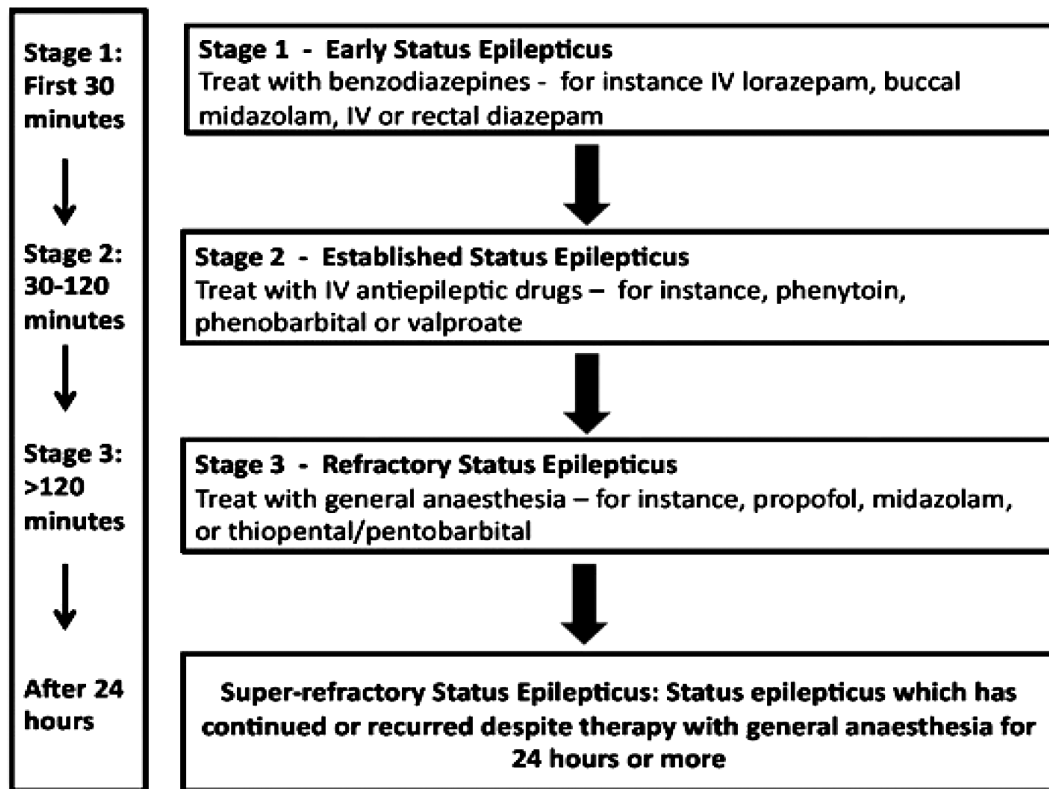 Stage 1:
First 30
minutes
Stage 2:
30-120
minutes
Stage 3:
>120
minutes
After 24
hours
Stage 1 - Early Status Epilepticus
Treat with benzodiazepines - for instance IV lorazepam, buccal
midazolam, IV or rectal diazepam
Stage 2 - Established Status Epilepticus
Treat with IV antiepileptic drugs – for instance, phenytoin,
phenobarbital or valproate
Stage 3 - Refractory Status Epilepticus
Treat with general anaesthesia – for instance, propofol, midazolam,
or thiopental/pentobarbital
Super-refractory Status Epilepticus: Status epilepticus which has
continued or recurred despite therapy with general anaesthesia for
24 hours or more